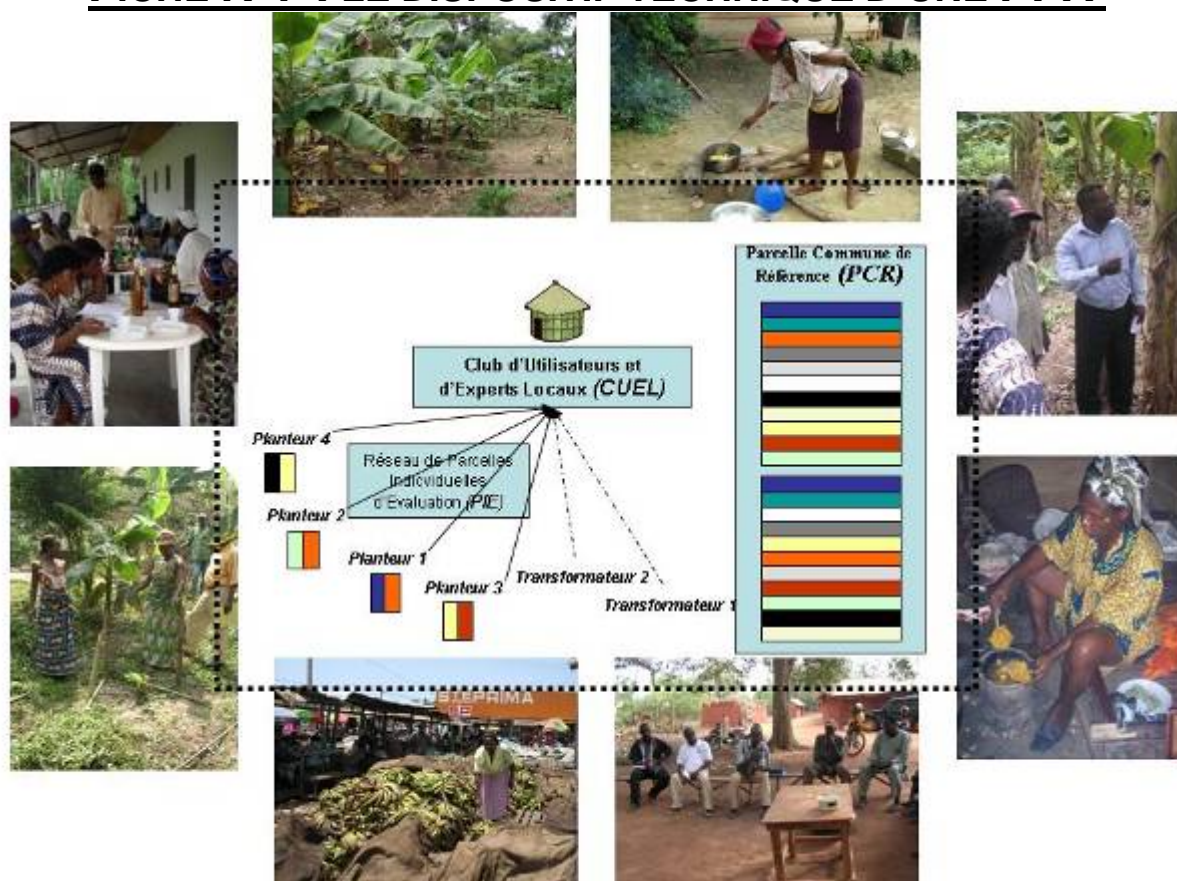 Parcelle Commune de
Référence (PCR)
Club d'Utilisateurs et
d'Experts Locaux (CUEL)
Planteur 4
Réseau de Parcelles
Individuelles
d'Evaluation (PIE)
Planteur 2
Planteur 1
Planteur 3
Transformateur 2
Transformateur 1